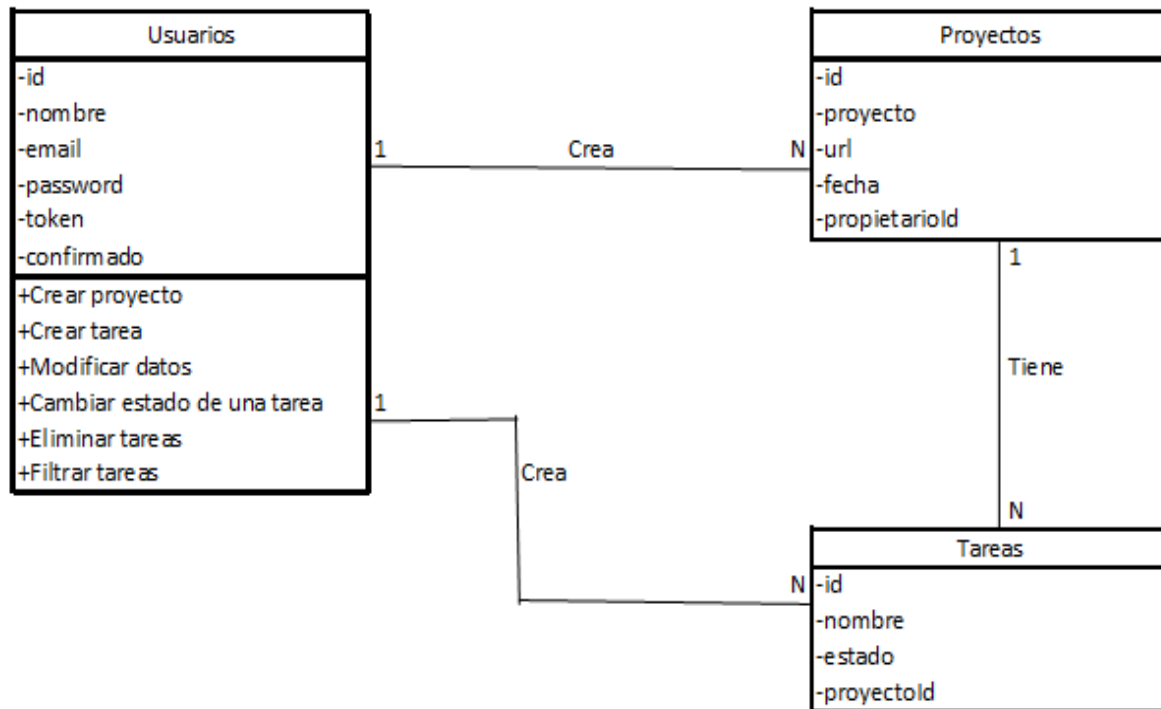 Usuarios
-id
-nombre
-email
-password
-token
-confirmado
+Crear proyecto
+Crear tarea
+Modificar datos
+Cambiar estado de una tarea
+Eliminar tareas
+Filtrar tareas
1
Crea
N
Proyectos
-id
-proyecto
-url
-fecha
-propietarioId
1
Tiene
N
1
Crea
N
Tareas
-id
-nombre
-estado
-proyectoId